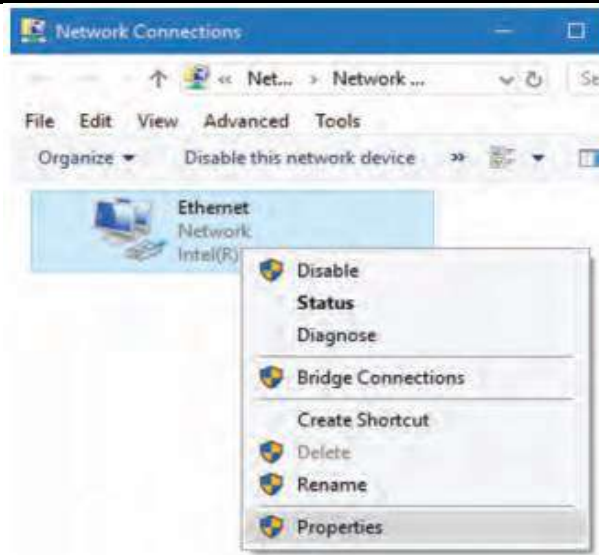 Network Connections
« Net... > Network ...
Se
File Edit View Advanced Tools
Organize Disable this network device »
Ethernet
Network
Intel(R)
Disable
Status
Diagnose
Bridge Connections
Create Shortcut
Delete
Rename
Properties